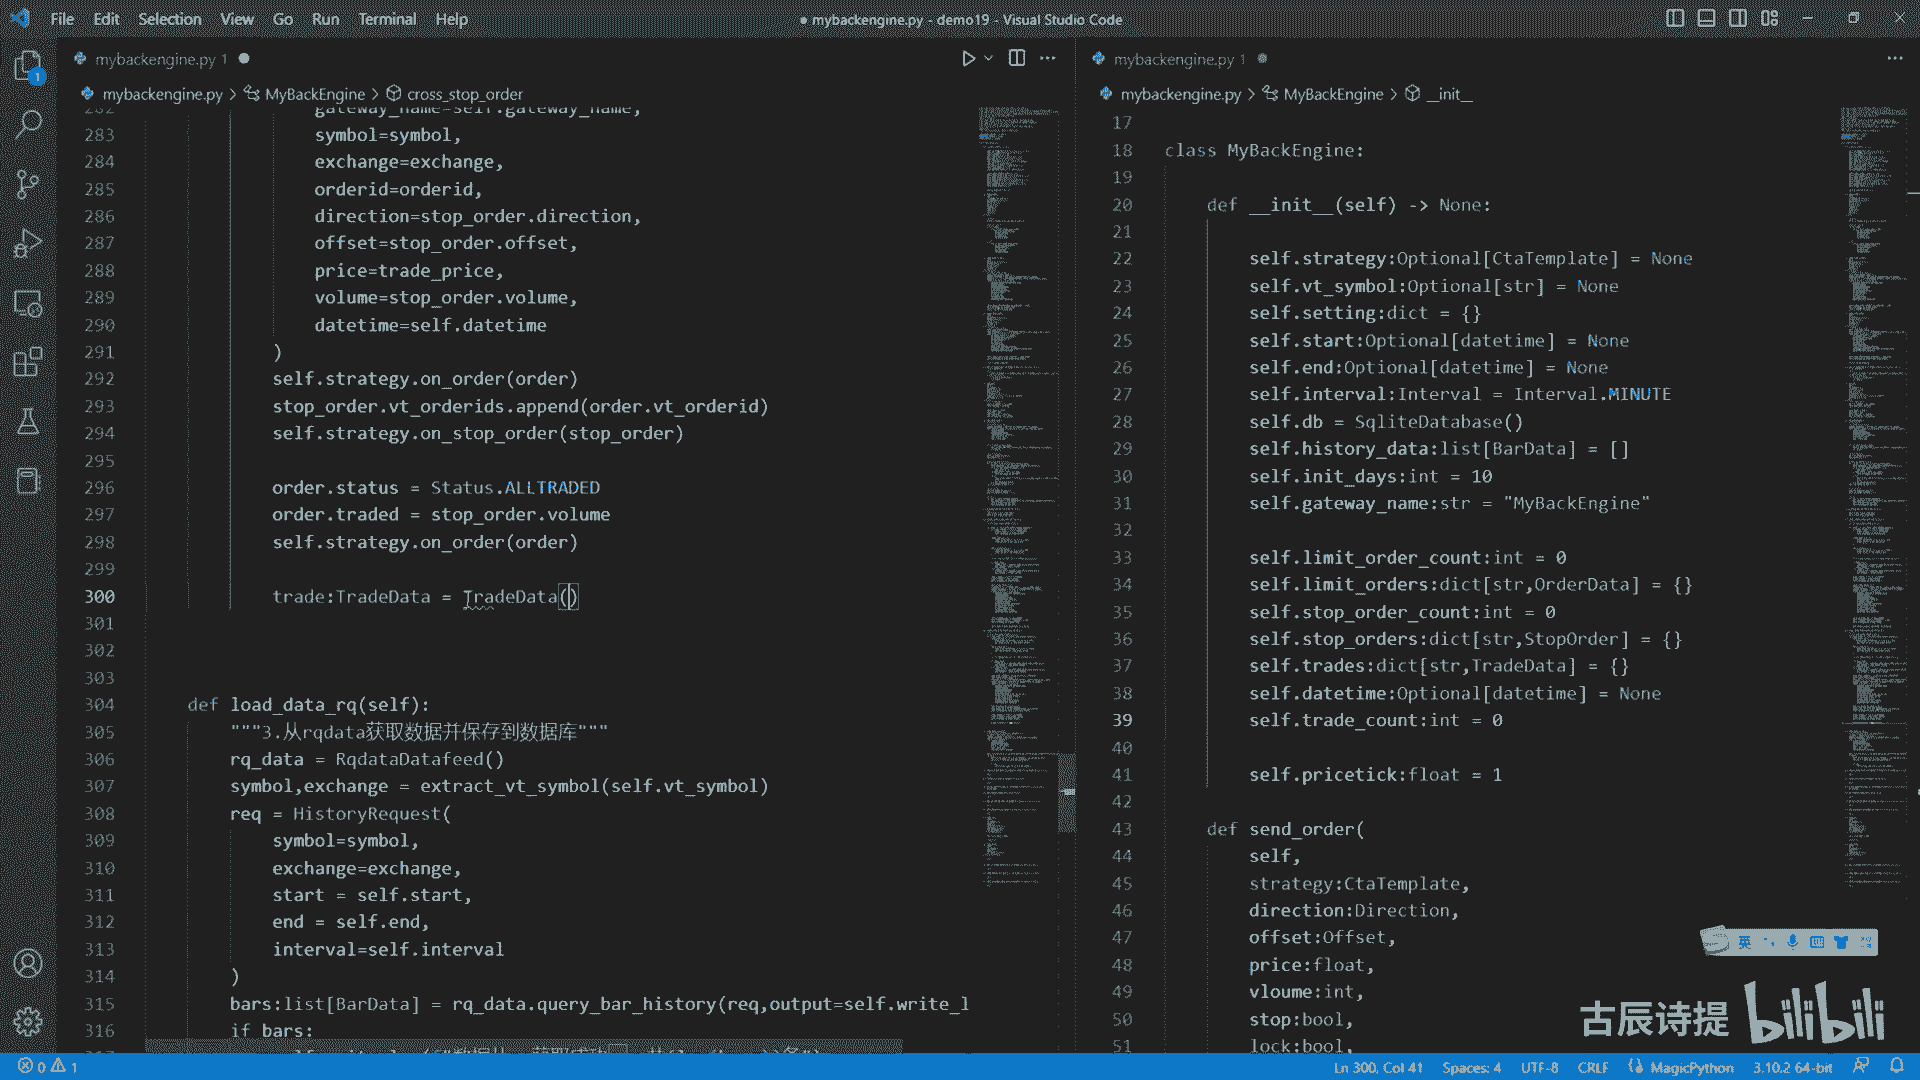 File Edit Selection View Go Run Terminal Help
● mybackengine.py - demo19 - Visual Studio Code
mybackengine.py 1 ●
mybackengine.py > MyBackEngine > cross_stop_order
282 gateway_name=self.gateway_name,
283 symbol=symbol,
284 exchange=exchange,
285 orderid=orderid,
286 direction=stop_order.direction,
287 offset=stop_order.offset,
288 price=trade_price,
289 volume=stop_order.volume,
290 datetime=self.datetime
291 )
292 self.strategy.on_order(order)
293 stop_order.vt_orderids.append(order.vt_orderid)
294 self.strategy.on_stop_order(stop_order)
295
296 order.status = Status.ALLTRADED
297 order.traded = stop_order.volume
298 self.strategy.on_order(order)
299
300 trade:TradeData = TradeData()
301
302
303
304 def load_data_rq(self):
305 """3.从rqdata获取数据并保存到数据库"""
306 rq_data = RqdataDatafeed()
307 symbol,exchange = extract_vt_symbol(self.vt_symbol)
308 req = HistoryRequest(
309 symbol=symbol,
310 exchange=exchange,
311 start = self.start,
312 end = self.end,
313 interval=self.interval
314 )
315 bars:list[BarData] = rq_data.query_bar_history(req,output=self.write_l
316 if bars:
mybackengine.py 1 ●
mybackengine.py > MyBackEngine > __init__
17
18 class MyBackEngine:
19
20 def __init__(self) -> None:
21
22 self.strategy:Optional[CtaTemplate] = None
23 self.vt_symbol:Optional[str] = None
24 self.setting:dict = {}
25 self.start:Optional[datetime] = None
26 self.end:Optional[datetime] = None
27 self.interval:Interval = Interval.MINUTE
28 self.db = SqliteDatabase()
29 self.history_data:list[BarData] = []
30 self.init_days:int = 10
31 self.gateway_name:str = "MyBackEngine"
32
33 self.limit_order_count:int = 0
34 self.limit_orders:dict[str,OrderData] = {}
35 self.stop_order_count:int = 0
36 self.stop_orders:dict[str,StopOrder] = {}
37 self.trades:dict[str,TradeData] = {}
38 self.datetime:Optional[datetime] = None
39 self.trade_count:int = 0
40
41 self.pricetick:float = 1
42
43 def send_order(
44 self,
45 strategy:CtaTemplate,
46 direction:Direction,
47 offset:Offset,
48 price:float,
49 vloume:int,
50 stop:bool,
51 lock:bool,
英
古辰诗提 bilibili
0 1
Ln 300, Col 41 Spaces: 4 UTF-8 CRLF MagicPython 3.10.2 64-bit